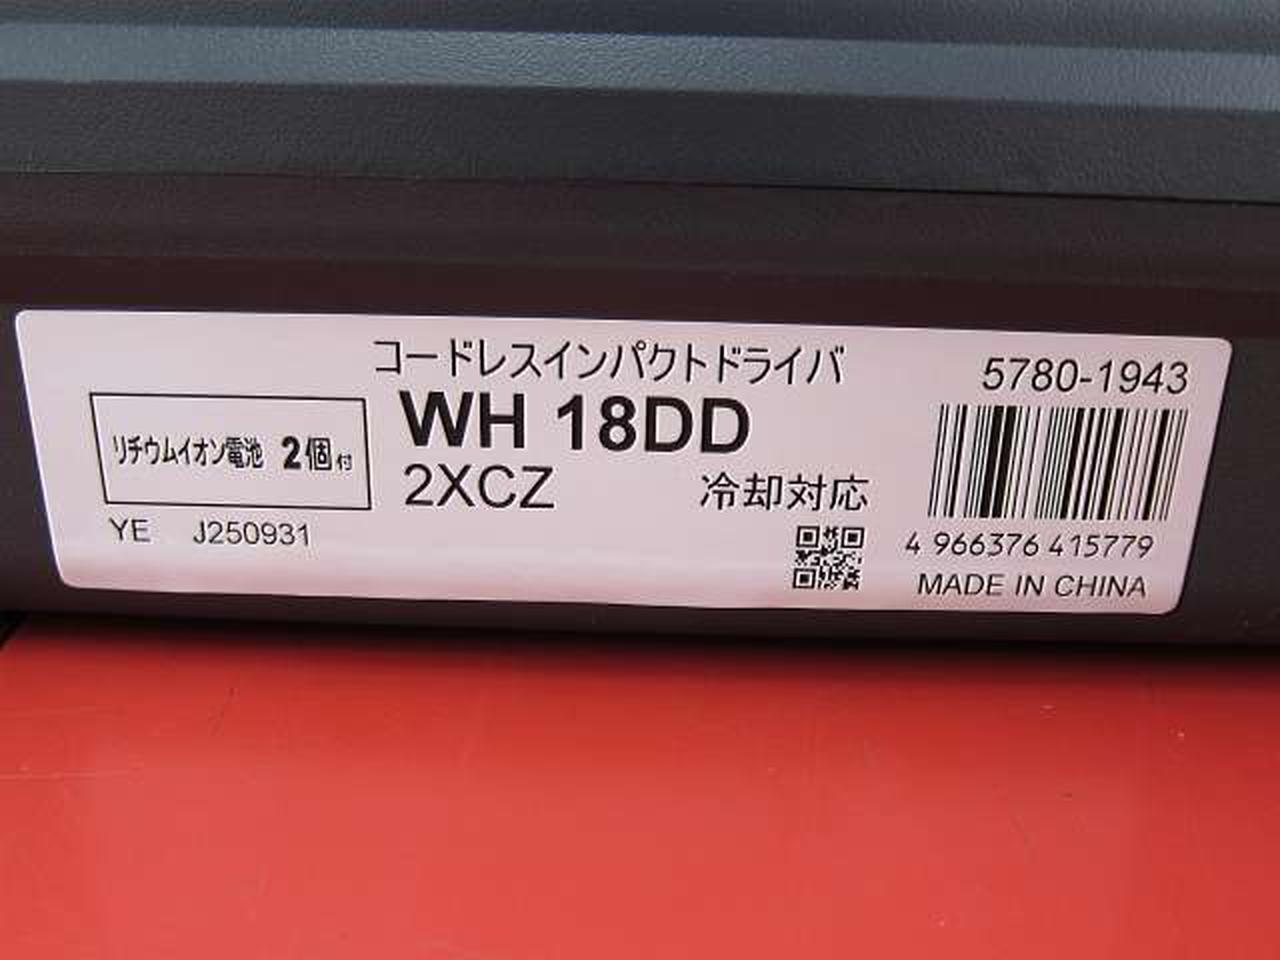 コードレスインパクトドライバ
5780-1943
WH 18DD
リチウムイオン電池 2個付
2XCZ
冷却対応
YE J250931
4 966376 415779
MADE IN CHINA